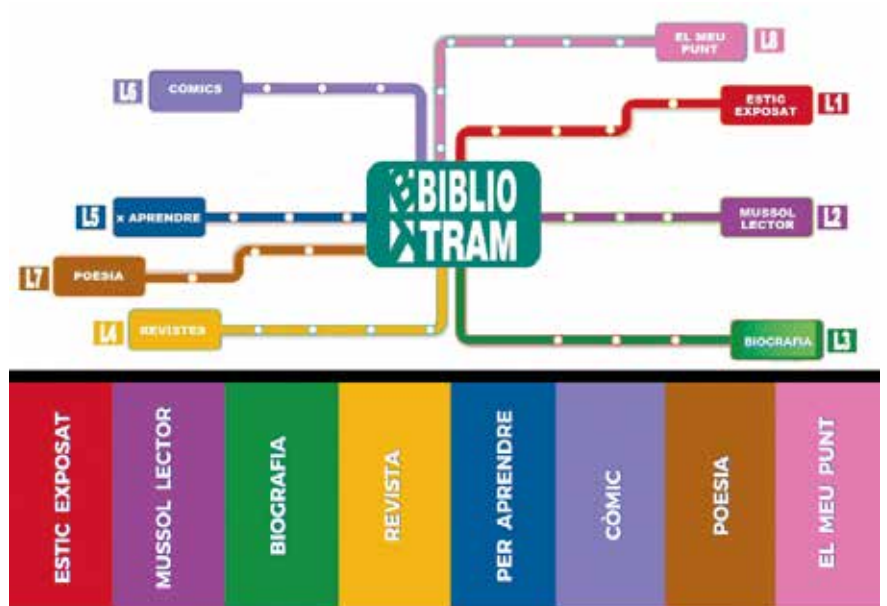 EL MEU
PUNT
L8
L6
COMICS
ESTIC
EXPOSAT
L1
BIBLIO
TRAM
L5
x APRENDRE
MUSSOL
LECTOR
L2
L7
POESIA
L4
REVISTES
BIOGRAFIA
L3
ESTIC EXPOSAT
MUSSOL LECTOR
BIOGRAFIA
REVISTA
PER APRENDRE
CÒMIC
POESIA
EL MEU PUNT